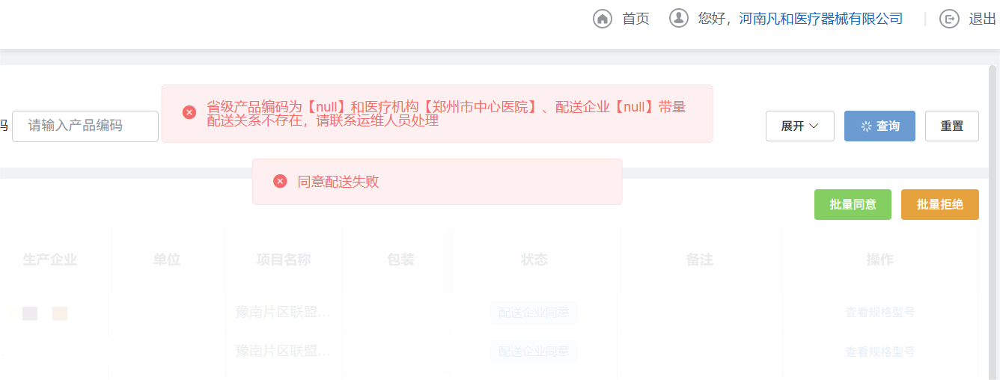 首页 您好，河南凡和医疗器械有限公司 退出
码 请输入产品编码 展开 查询 重置
省级产品编码为【null】和医疗机构【郑州市中心医院】、配送企业【null】带量
配送关系不存在，请联系运维人员处理
同意配送失败
批量同意 批量拒绝
生产企业 单位 项目名称 包装 状态 备注 操作
豫南片区联盟... 配送企业同意 查看规格型号
豫南片区联盟... 配送企业同意 查看规格型号